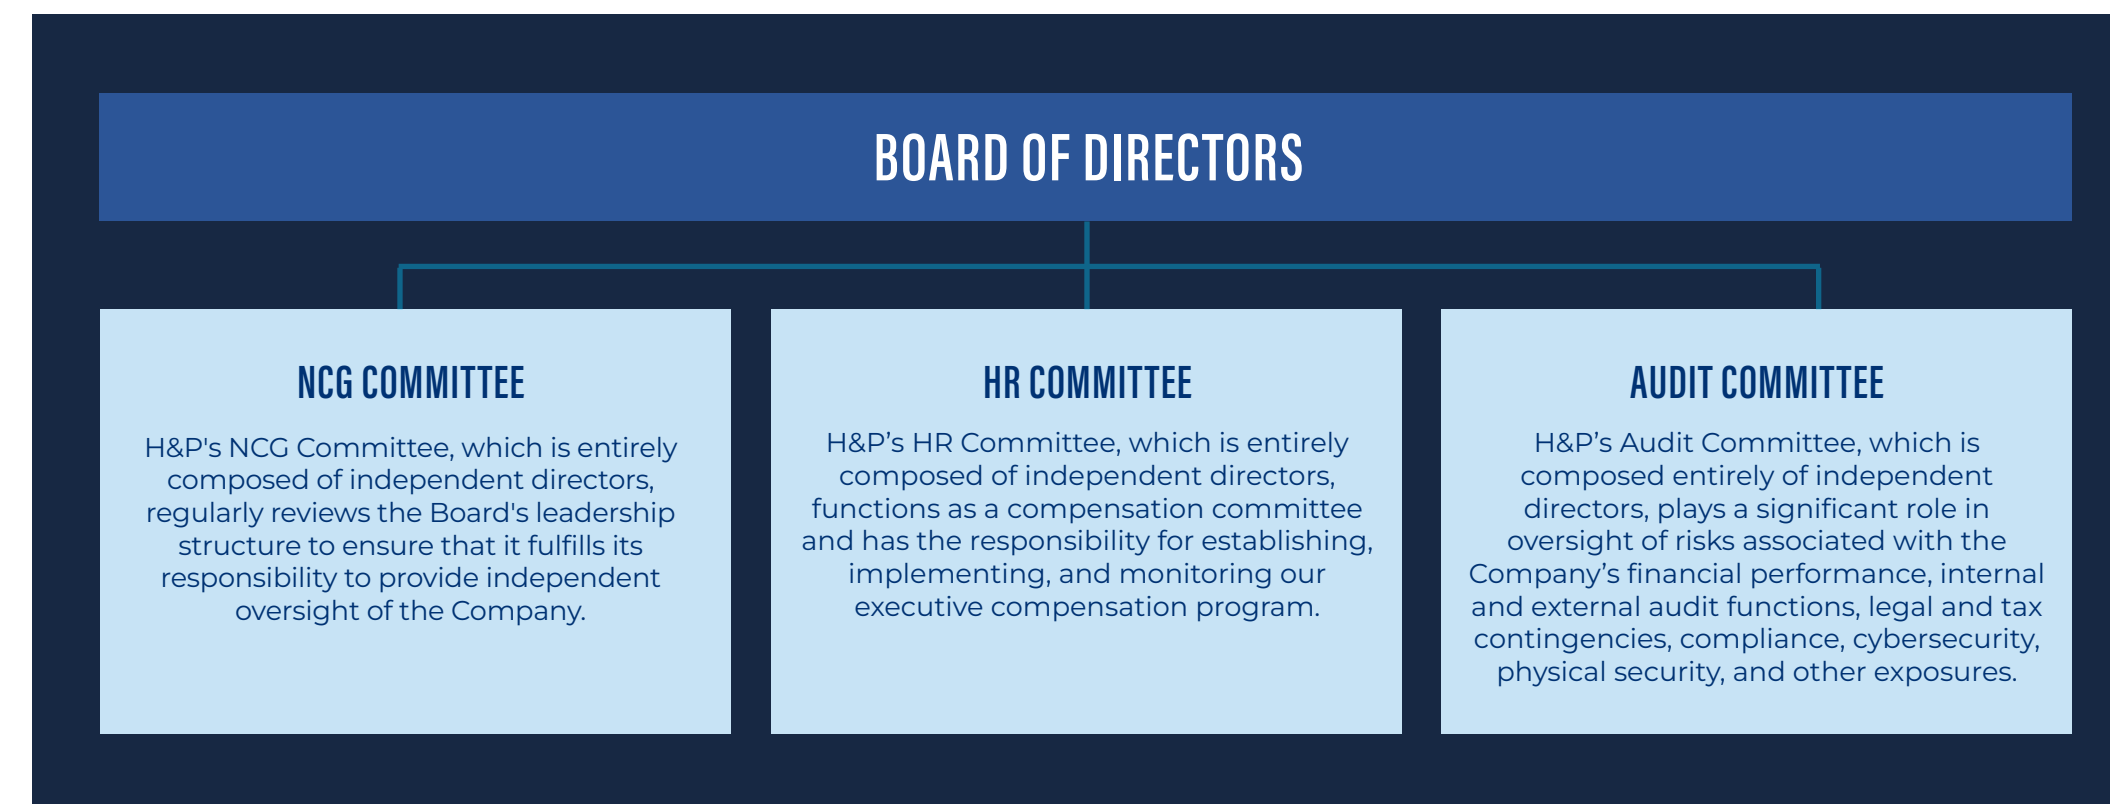 BOARD OF DIRECTORS
NCG COMMITTEE
H&P's NCG Committee, which is entirely
composed of independent directors,
regularly reviews the Board's leadership
structure to ensure that it fulfills its
responsibility to provide independent
oversight of the Company.
HR COMMITTEE
H&P’s HR Committee, which is entirely
composed of independent directors,
functions as a compensation committee
and has the responsibility for establishing,
implementing, and monitoring our
executive compensation program.
AUDIT COMMITTEE
H&P’s Audit Committee, which is
composed entirely of independent
directors, plays a significant role in
oversight of risks associated with the
Company’s financial performance, internal
and external audit functions, legal and tax
contingencies, compliance, cybersecurity,
physical security, and other exposures.